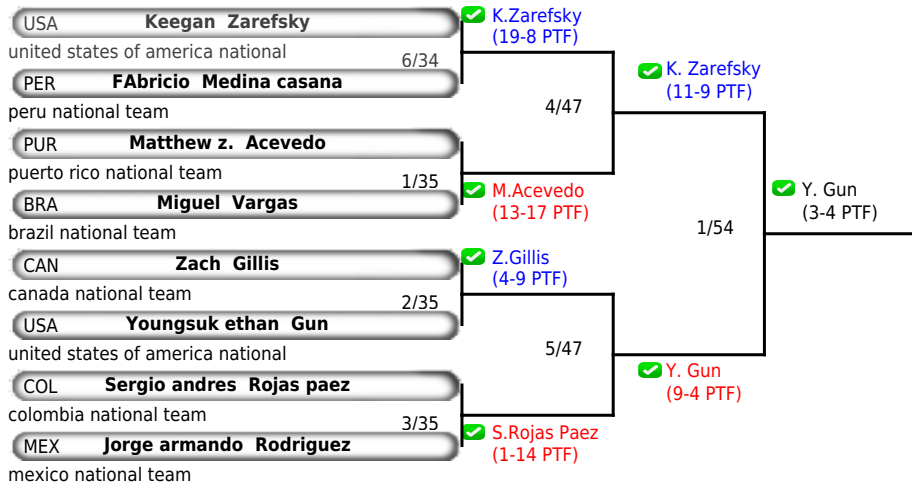 USA Keegan Zarefsky
united states of america national
6/34
PER FAbricio Medina casana
peru national team
PUR Matthew z. Acevedo
puerto rico national team
1/35
BRA Miguel Vargas
brazil national team
CAN Zach Gillis
canada national team
2/35
USA Youngsuk ethan Gun
united states of america national
COL Sergio andres Rojas paez
colombia national team
3/35
MEX Jorge armando Rodriguez
mexico national team
K.Zarefsky
(19-8 PTF)
4/47
M.Acevedo
(13-17 PTF)
Z.Gillis
(4-9 PTF)
5/47
S.Rojas Paez
(1-14 PTF)
K. Zarefsky
(11-9 PTF)
1/54
Y. Gun
(9-4 PTF)
Y. Gun
(3-4 PTF)